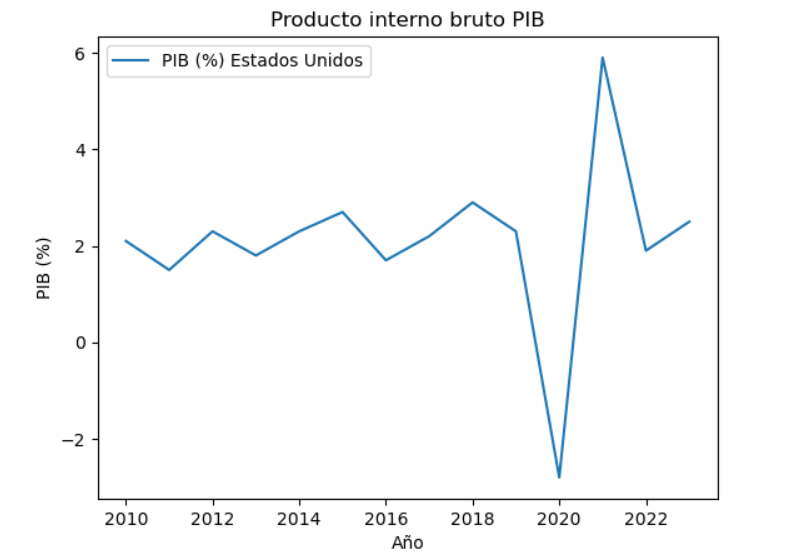 Producto interno bruto PIB
PIB (%) Estados Unidos
6
4
2
0
−2
PIB (%)
2010 2012 2014 2016 2018 2020 2022
Año